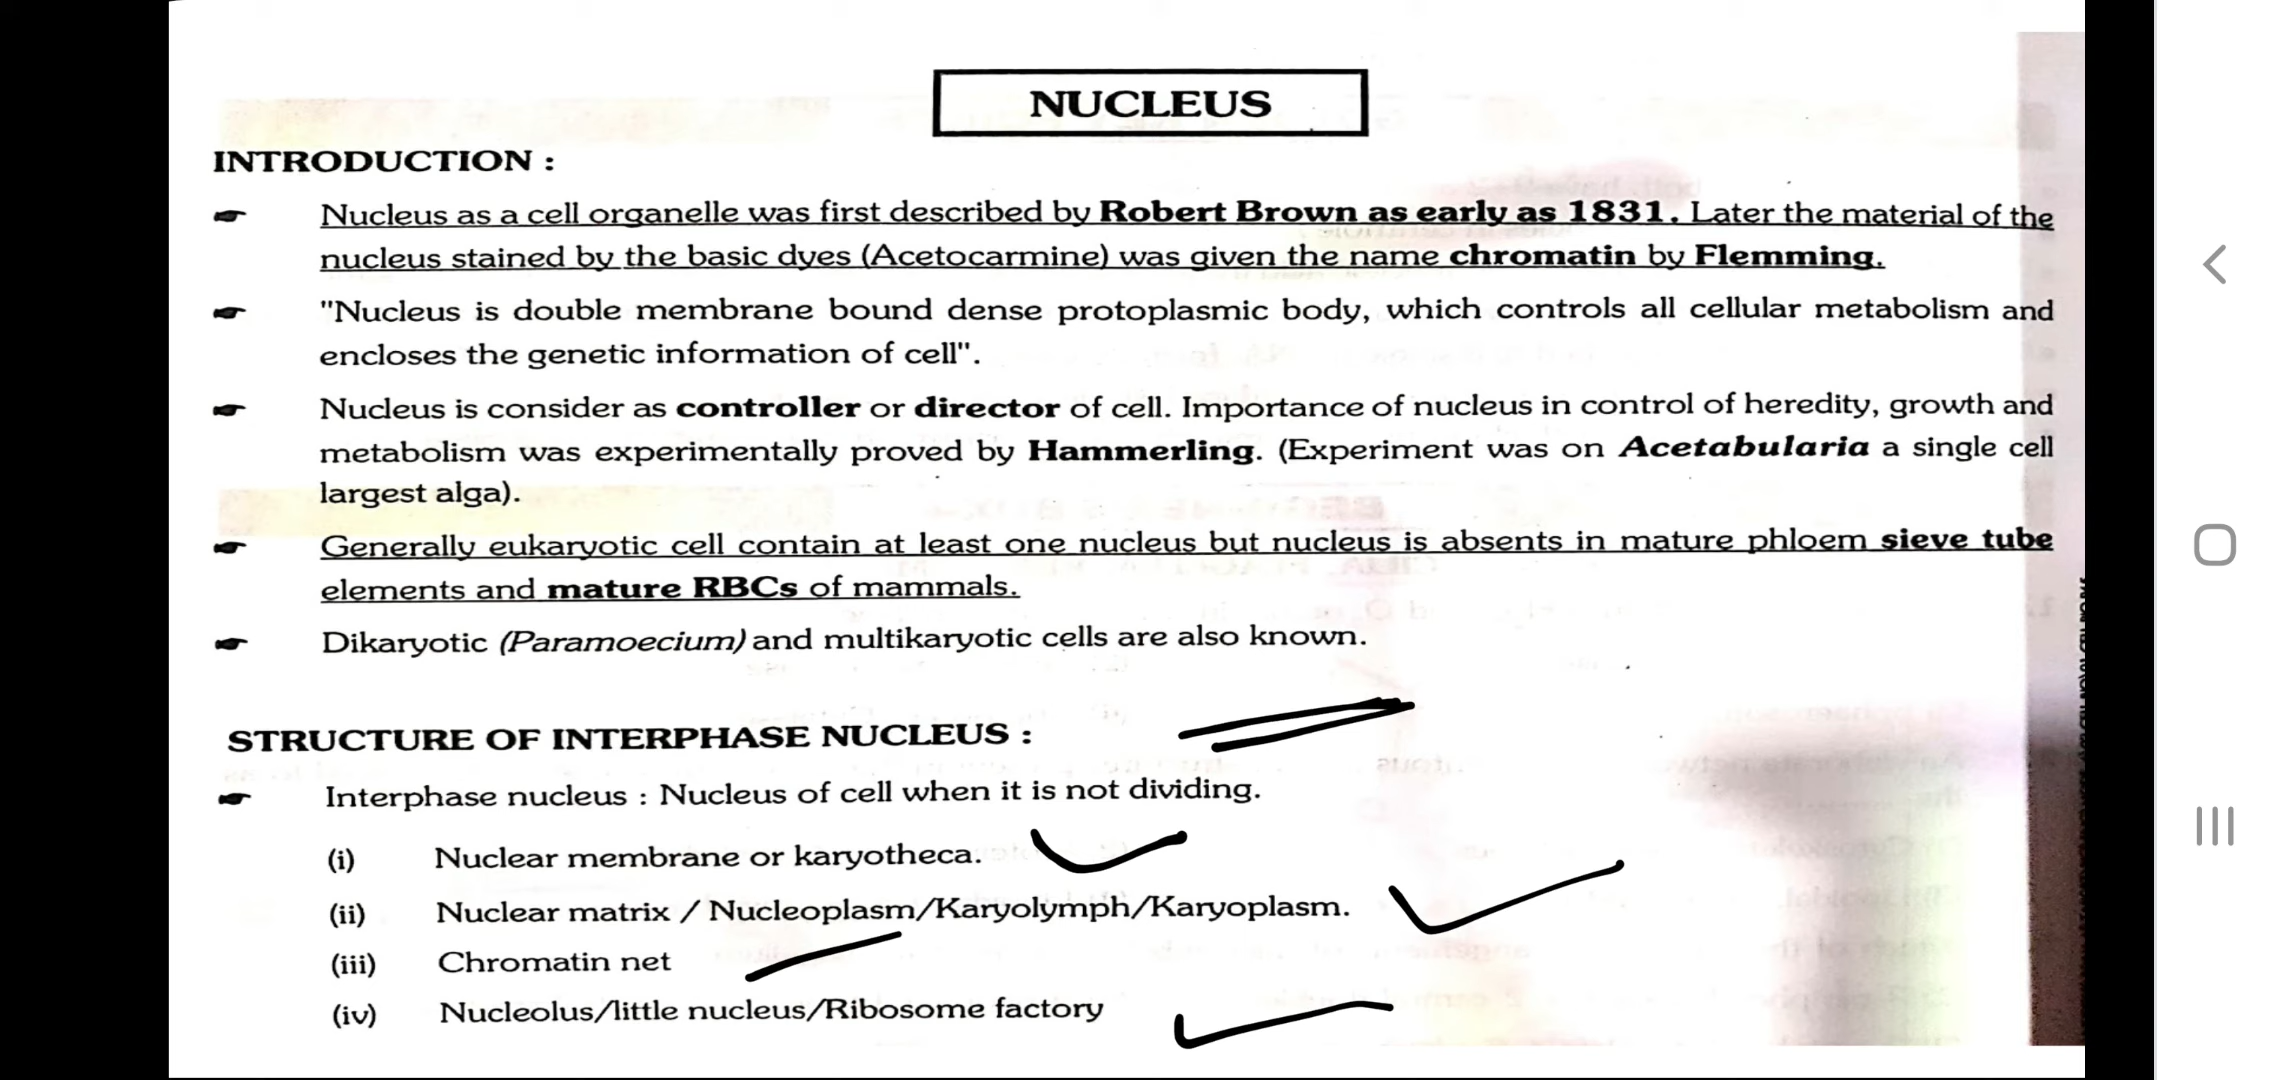 NUCLEUS
INTRODUCTION :
Nucleus as a cell organelle was first described by Robert Brown as early as 1831. Later the material of the
nucleus stained by the basic dyes (Acetocarmine) was given the name chromatin by Flemming.
"Nucleus is double membrane bound dense protoplasmic body, which controls all cellular metabolism and
encloses the genetic information of cell".
Nucleus is consider as controller or director of cell. Importance of nucleus in control of heredity, growth and
metabolism was experimentally proved by Hammerling. (Experiment was on Acetabularia a single cell
largest alga).
Generally eukaryotic cell contain at least one nucleus but nucleus is absents in mature phloem sieve tube
elements and mature RBCs of mammals.
Dikaryotic (Paramoecium) and multikaryotic cells are also known.
STRUCTURE OF INTERPHASE NUCLEUS :
Interphase nucleus : Nucleus of cell when it is not dividing.
(i) Nuclear membrane or karyotheca.
(ii) Nuclear matrix / Nucleoplasm/Karyolymph/Karyoplasm.
(iii) Chromatin net
(iv) Nucleolus/little nucleus/Ribosome factory